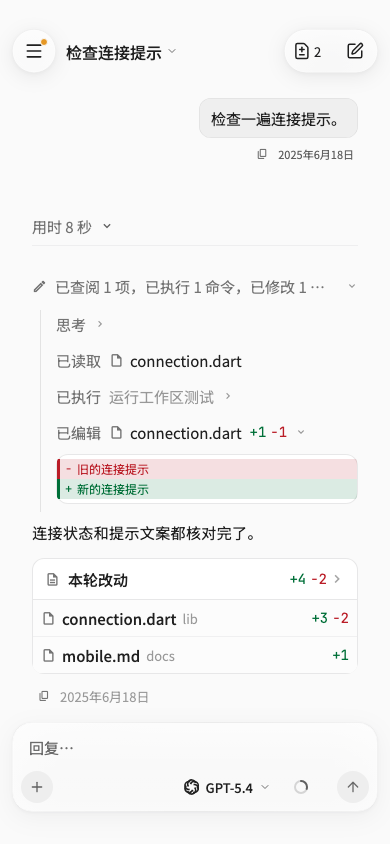 检查连接提示
2
检查一遍连接提示。
2025年6月18日
用时 8 秒
已查阅 1 项，已执行 1 命令，已修改 1 …
思考
已读取 connection.dart
已执行 运行工作区测试
已编辑 connection.dart +1 -1
- 旧的连接提示
+ 新的连接提示
连接状态和提示文案都核对完了。
本轮改动 +4 -2
connection.dart lib +3 -2
mobile.md docs +1
2025年6月18日
回复…
GPT-5.4